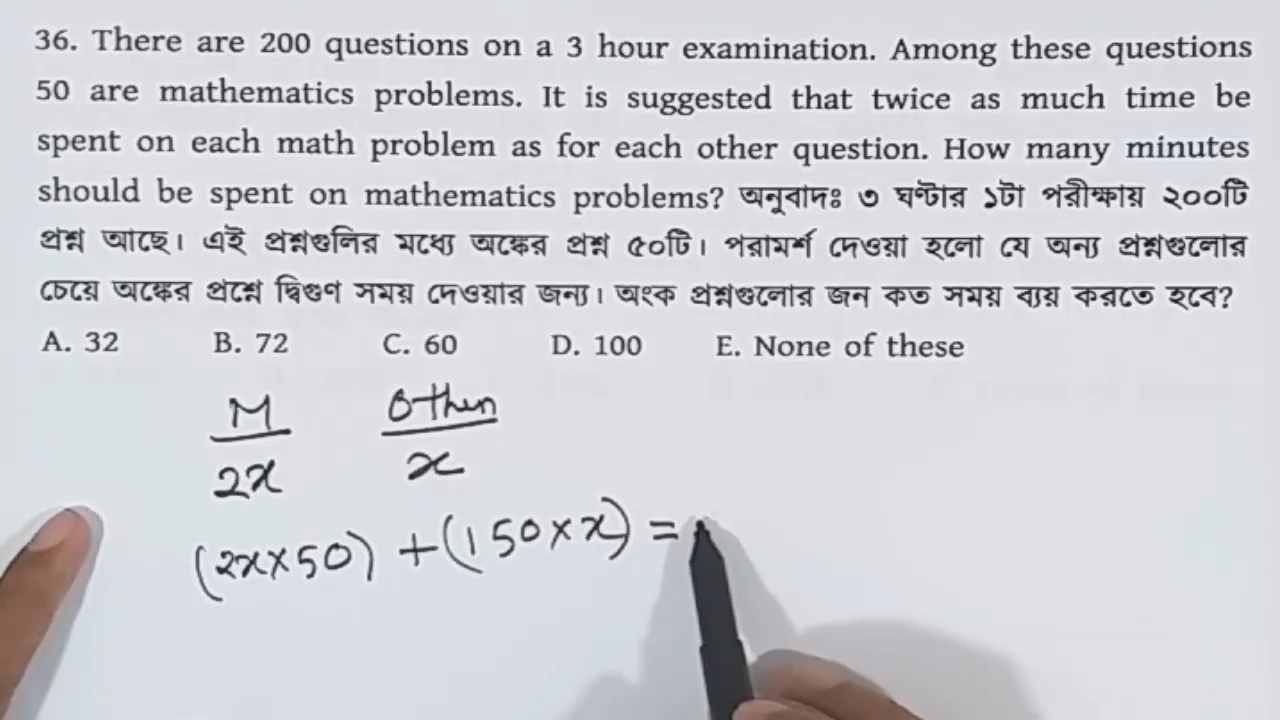 36. There are 200 questions on a 3 hour examination. Among these questions
50 are mathematics problems. It is suggested that twice as much time be
spent on each math problem as for each other question. How many minutes
should be spent on mathematics problems? অনুবাদঃ ৩ ঘণ্টার ১টা পরীক্ষায় ২০০টি
প্রশ্ন আছে। এই প্রশ্নগুলির মধ্যে অঙ্কের প্রশ্ন ৫০টি। পরামর্শ দেওয়া হলো যে অন্য প্রশ্নগুলোর
চেয়ে অঙ্কের প্রশ্নে দ্বিগুণ সময় দেওয়ার জন্য। অংক প্রশ্নগুলোর জন কত সময় ব্যয় করতে হবে?
A. 32 B. 72 C. 60 D. 100 E. None of these
M Other
2x x
(2x×50) + (150×x) =